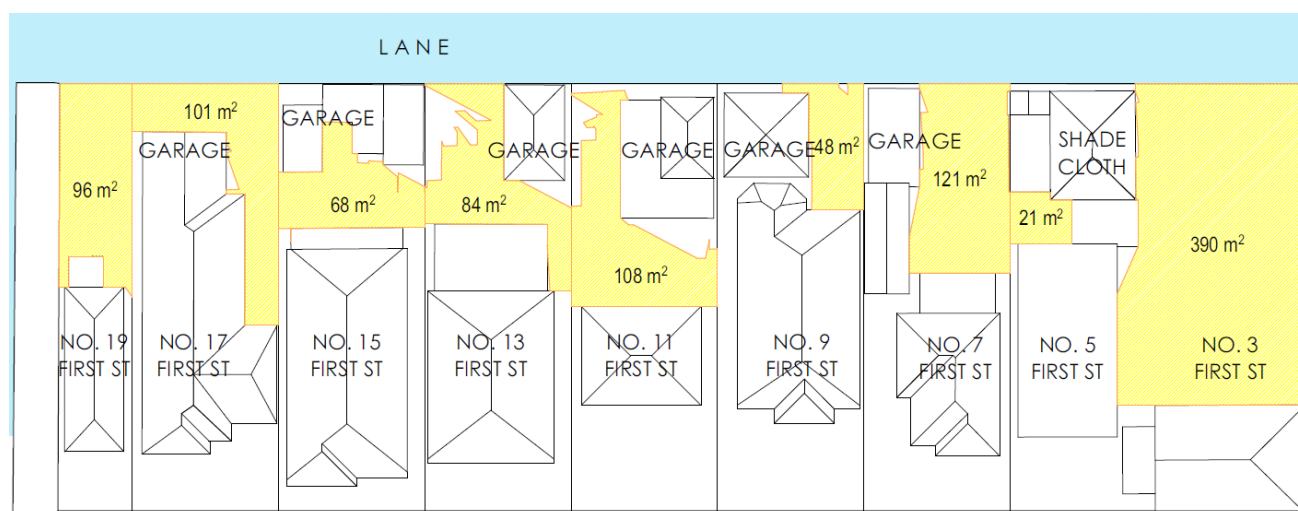 LANE
101 m²
GARAGE
GARAGE
96 m²
68 m²
84 m²
GARAGE
GARAGE
108 m²
GARAGE
48 m²
GARAGE
121 m²
SHADE
CLOTH
21 m²
390 m²
NO. 19
FIRST ST
NO. 17
FIRST ST
NO. 15
FIRST ST
NO. 13
FIRST ST
NO. 11
FIRST ST
NO. 9
FIRST ST
NO. 7
FIRST ST
NO. 5
FIRST ST
NO. 3
FIRST ST